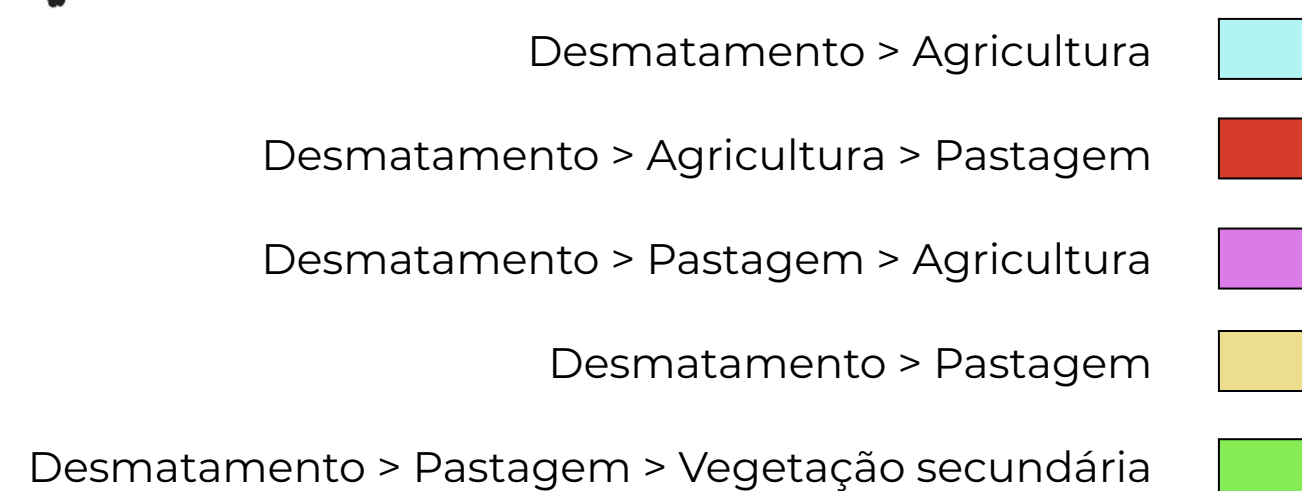 Desmatamento > Agricultura
Desmatamento > Agricultura > Pastagem
Desmatamento > Pastagem > Agricultura
Desmatamento > Pastagem
Desmatamento > Pastagem > Vegetação secundária